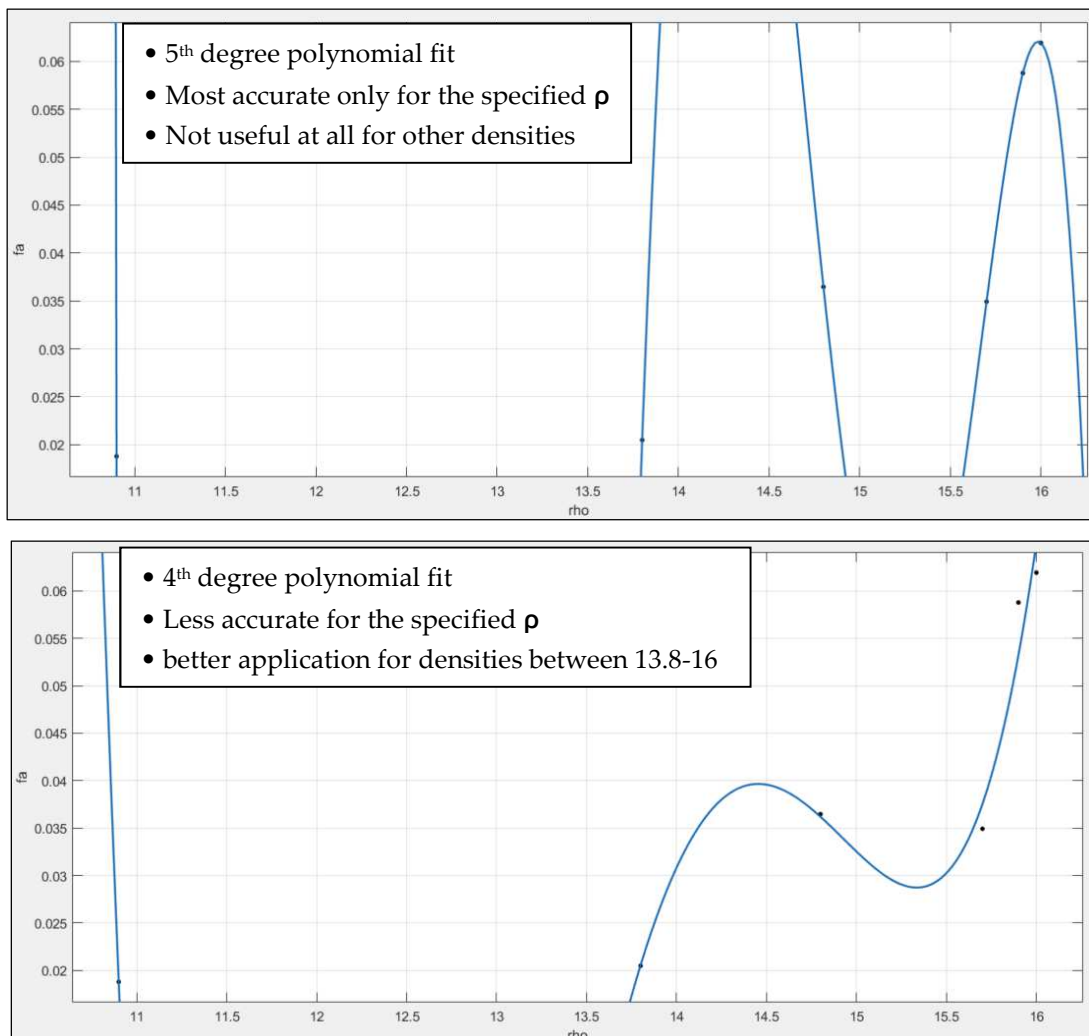 • 5th degree polynomial fit
• Most accurate only for the specified ρ
• Not useful at all for other densities
0.06
0.055
0.05
0.045
0.04
0.035
0.03
0.025
0.02
fa
11 11.5 12 12.5 13 13.5 14 14.5 15 15.5 16
rho
• 4th degree polynomial fit
• Less accurate for the specified ρ
• better application for densities between 13.8-16
0.06
0.055
0.05
0.045
0.04
0.035
0.03
0.025
0.02
fa
11 11.5 12 12.5 13 13.5 14 14.5 15 15.5 16
rho